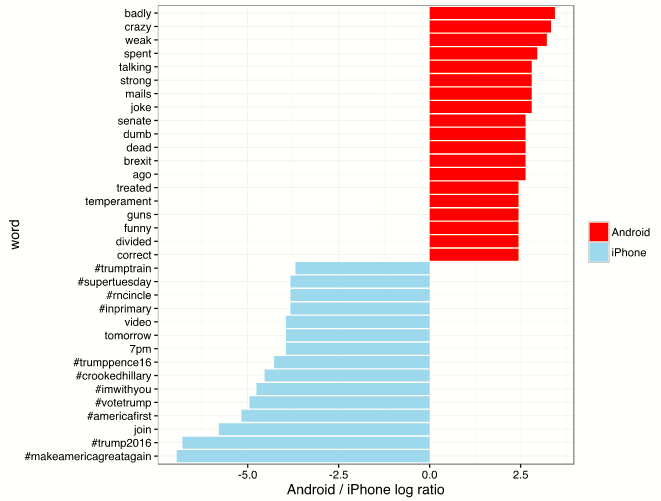 badly
crazy
weak
spent
talking
strong
mails
joke
senate
dumb
dead
brexit
ago
treated
temperament
guns
funny
divided
correct
#trumptrain
#supertuesday
#rncincle
#inprimary
video
tomorrow
7pm
#trumppence16
#crookedhillary
#imwithyou
#votetrump
#americafirst
join
#trump2016
#makeamericagreatagain
word
Android
iPhone
-5.0 -2.5 0.0 2.5
Android / iPhone log ratio